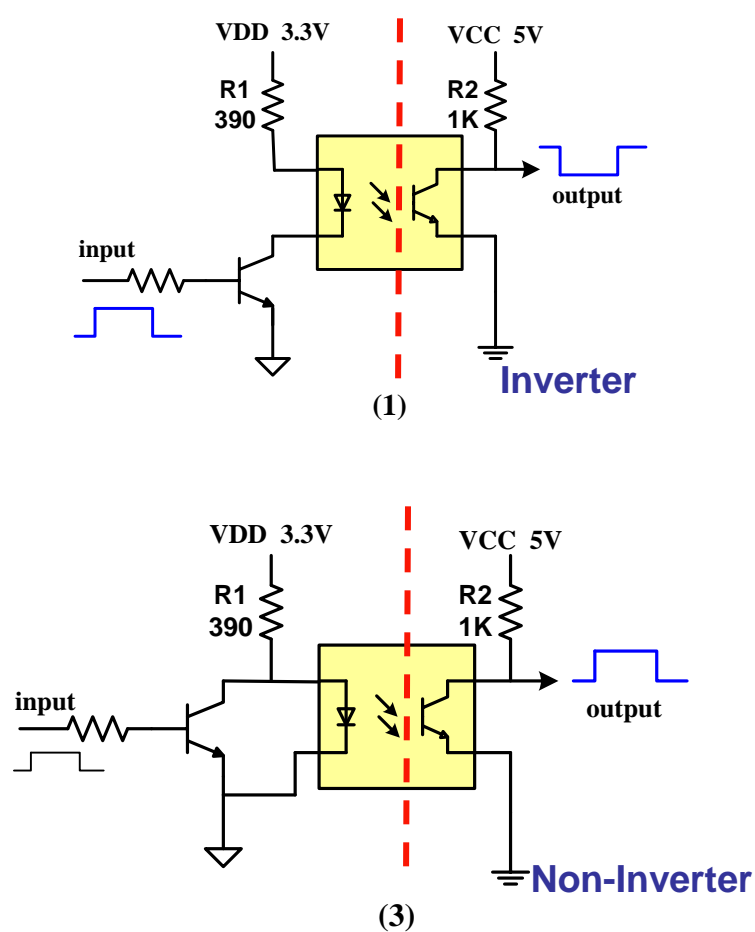 VDD 3.3V
VCC 5V
R1
390
R2
1K
output
input
Inverter
(1)
VDD 3.3V
VCC 5V
R1
390
R2
1K
input
output
Non-Inverter
(3)